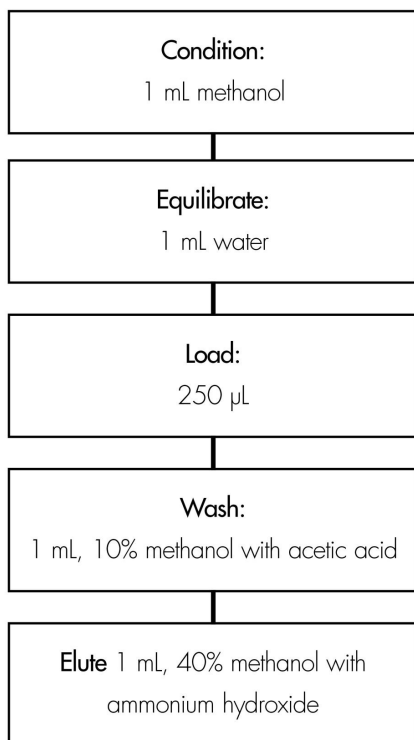 Condition:
1 mL methanol
Equilibrate:
1 mL water
Load:
250 µL
Wash:
1 mL, 10% methanol with acetic acid
Elute 1 mL, 40% methanol with
ammonium hydroxide